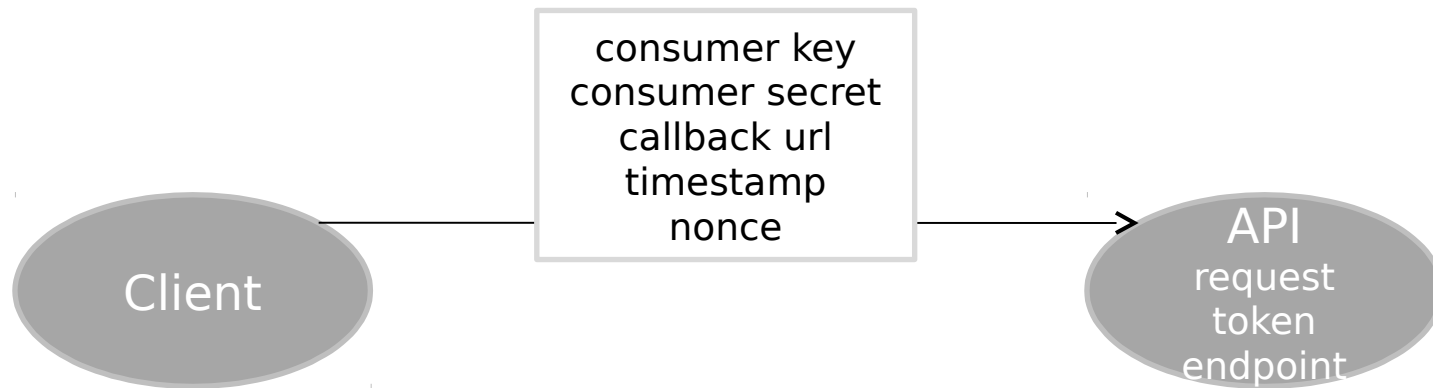 consumer key
consumer secret
callback url
timestamp
nonce
Client
API
request
token
endpoint